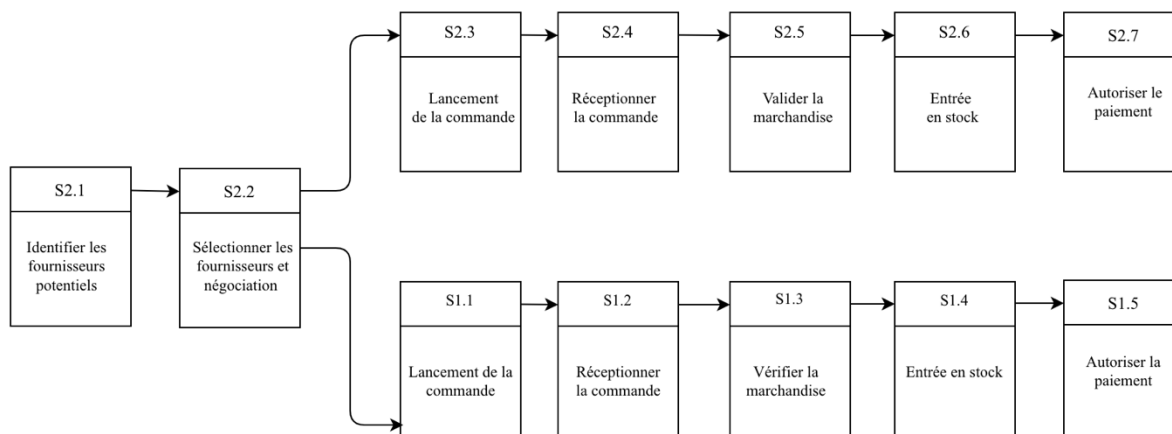 S2.3
Lancement
de la commande
S2.4
Réceptionner
la commande
S2.5
Valider la
marchandise
S2.6
Entrée
en stock
S2.7
Autoriser le
paiement
S2.1
Identifier les
fournisseurs
potentiels
S2.2
Sélectionner les
fournisseurs et
négociation
S1.1
Lancement de la
commande
S1.2
Réceptionner
la commande
S1.3
Vérifier la
marchandise
S1.4
Entrée en stock
S1.5
Autoriser la
paiement